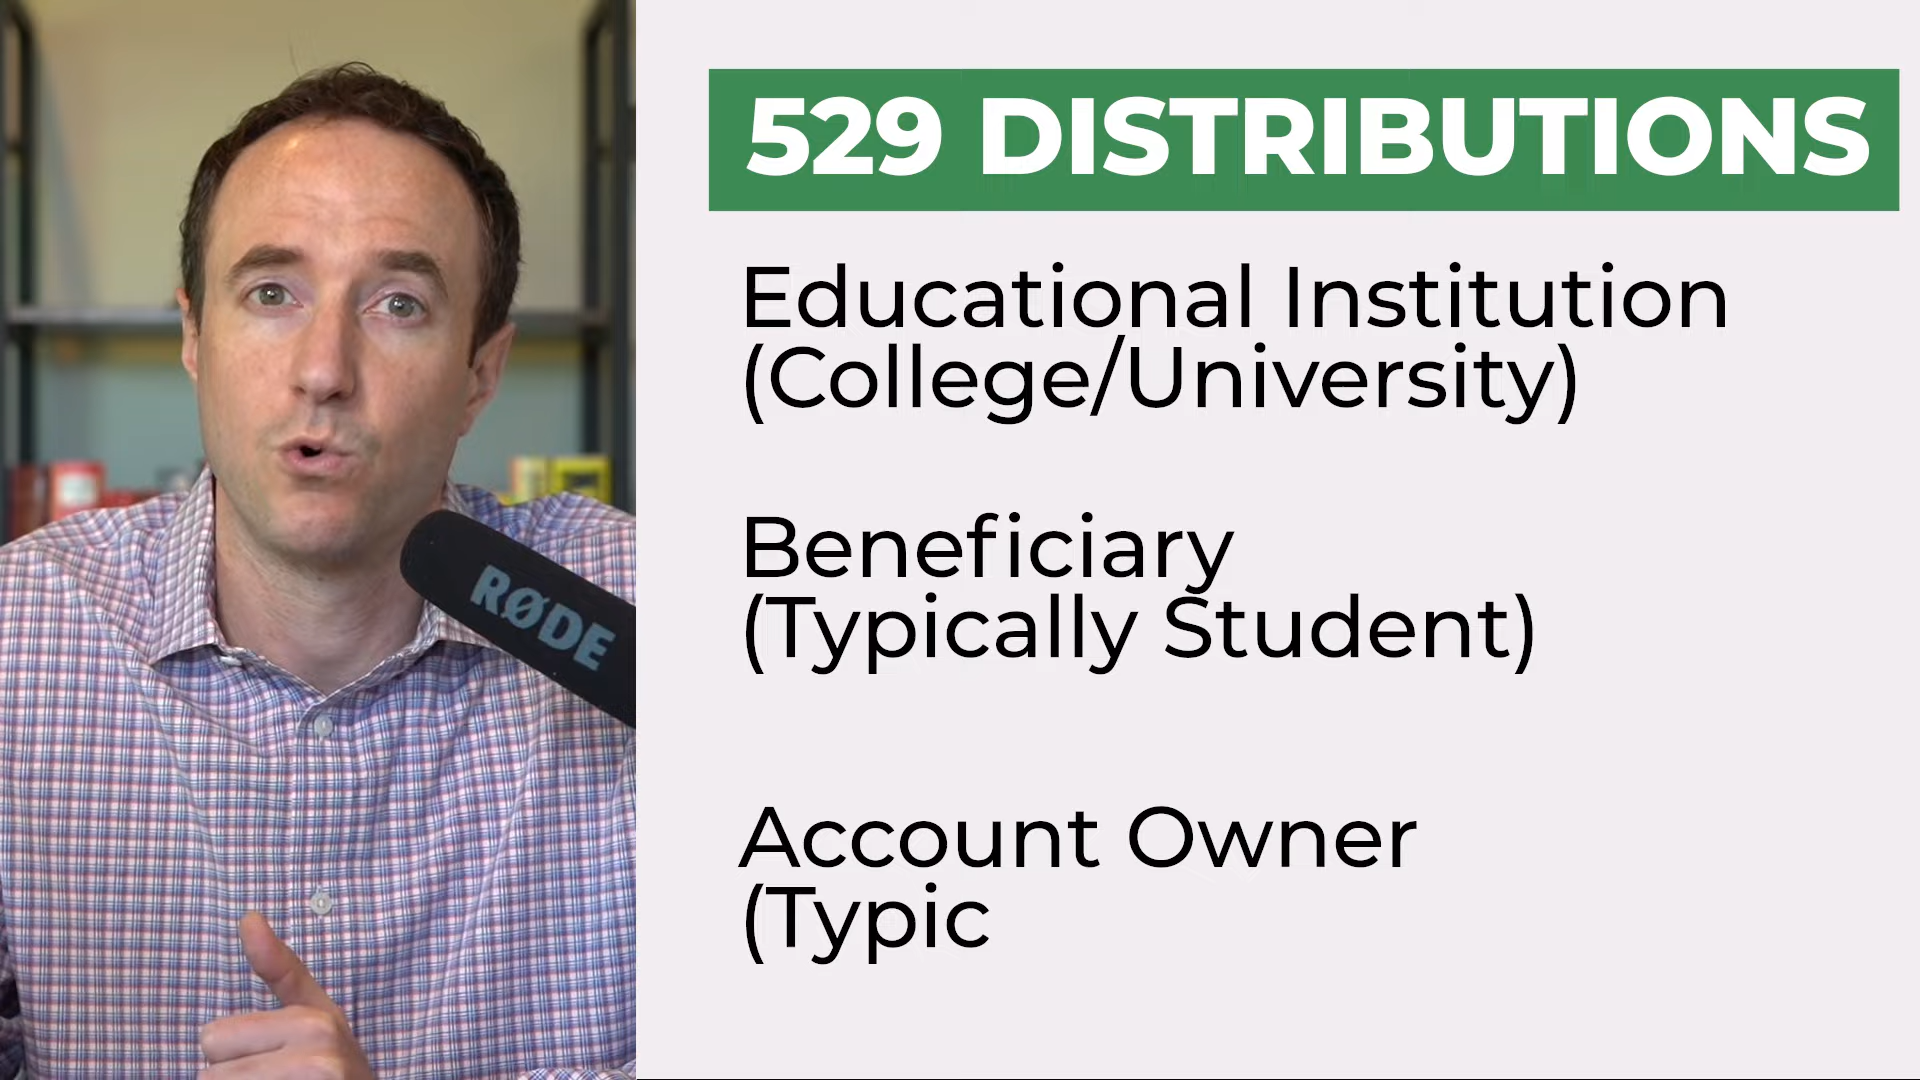 529 DISTRIBUTIONS
Educational Institution
(College/University)
Beneficiary
(Typically Student)
Account Owner
(Typic
RØDE